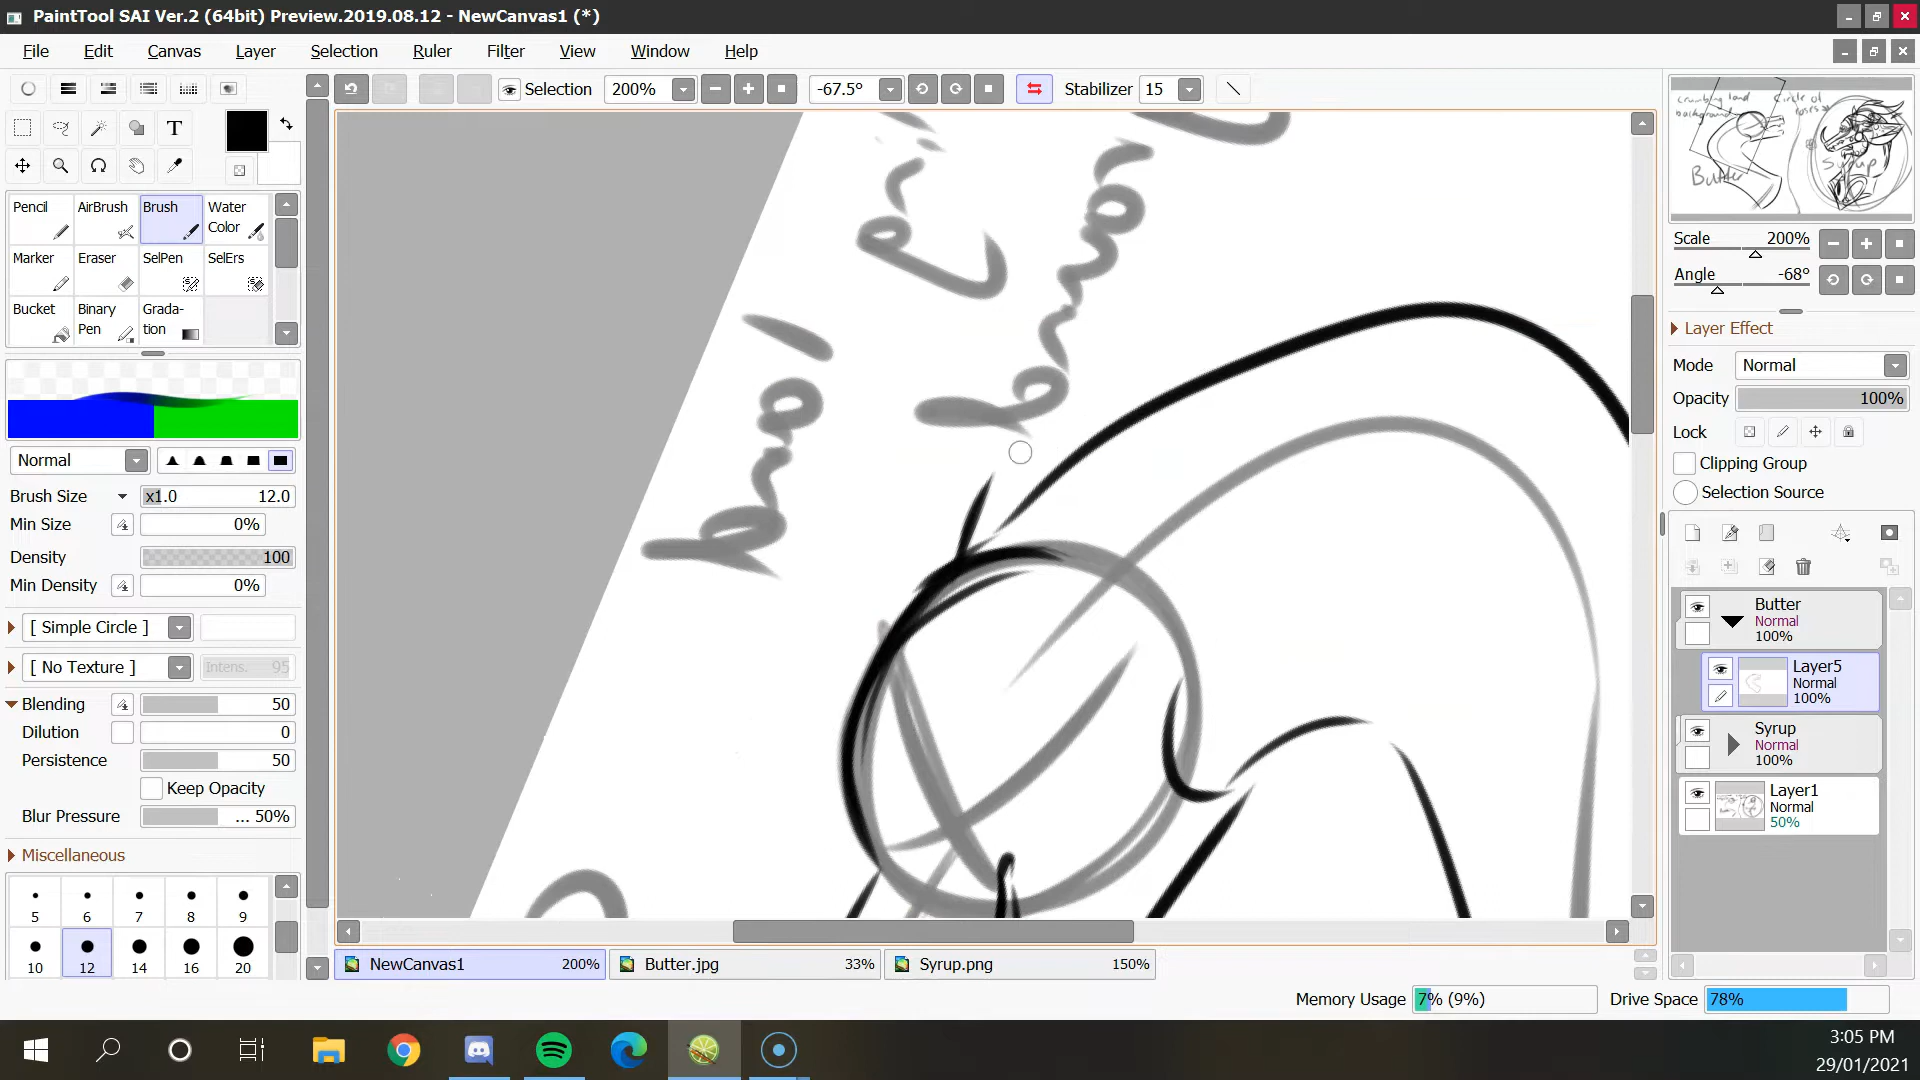 PaintTool SAI Ver.2 (64bit) Preview.2019.08.12 - NewCanvas1 (*)
File Edit Canvas Layer Selection Ruler Filter View Window Help
Selection 200% -67.5° Stabilizer 15
T
Pencil AirBrush Brush Water Color
Marker Eraser SelPen SelErs
Bucket Binary Pen Grada- tion
Normal
Brush Size x1.0 12.0
Min Size 0%
Density 100
Min Density 0%
[ Simple Circle ]
[ No Texture ] Intens. 95
Blending 50
Dilution 0
Persistence 50
Keep Opacity
Blur Pressure ... 50%
Miscellaneous
5 6 7 8 9
10 12 14 16 20
background
Circle of roses
Butter
Syrup
Scale 200%
Angle -68°
Layer Effect
Mode Normal
Opacity 100%
Lock
Clipping Group
Selection Source
Butter
Normal
100%
Layer5
Normal
100%
Syrup
Normal
100%
Layer1
Normal
50%
NewCanvas1 200% Butter.jpg 33% Syrup.png 150%
Memory Usage 7% (9%) Drive Space 78%
3:05 PM
29/01/2021